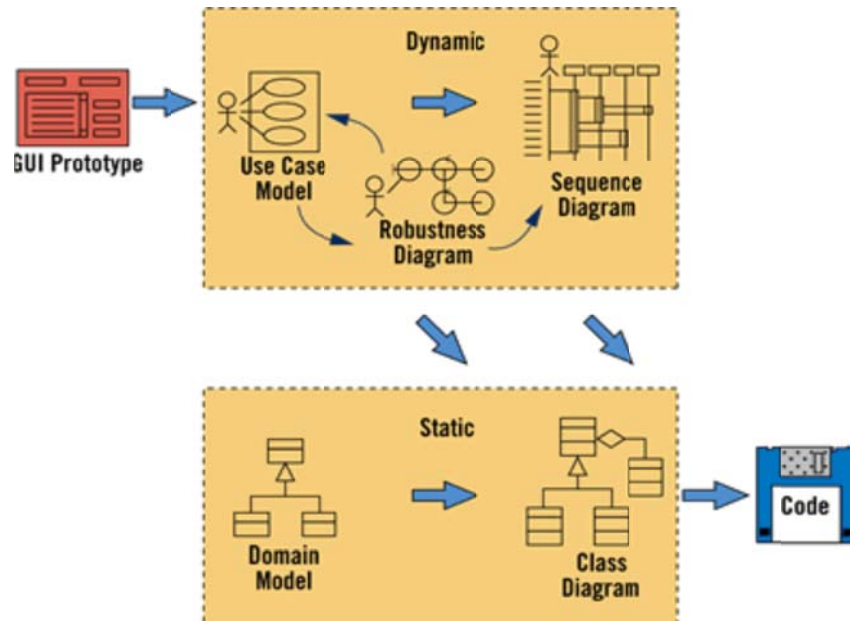 Dynamic
GUI Prototype
Use Case
Model
Robustness
Diagram
Sequence
Diagram
Static
Domain
Model
Class
Diagram
Code